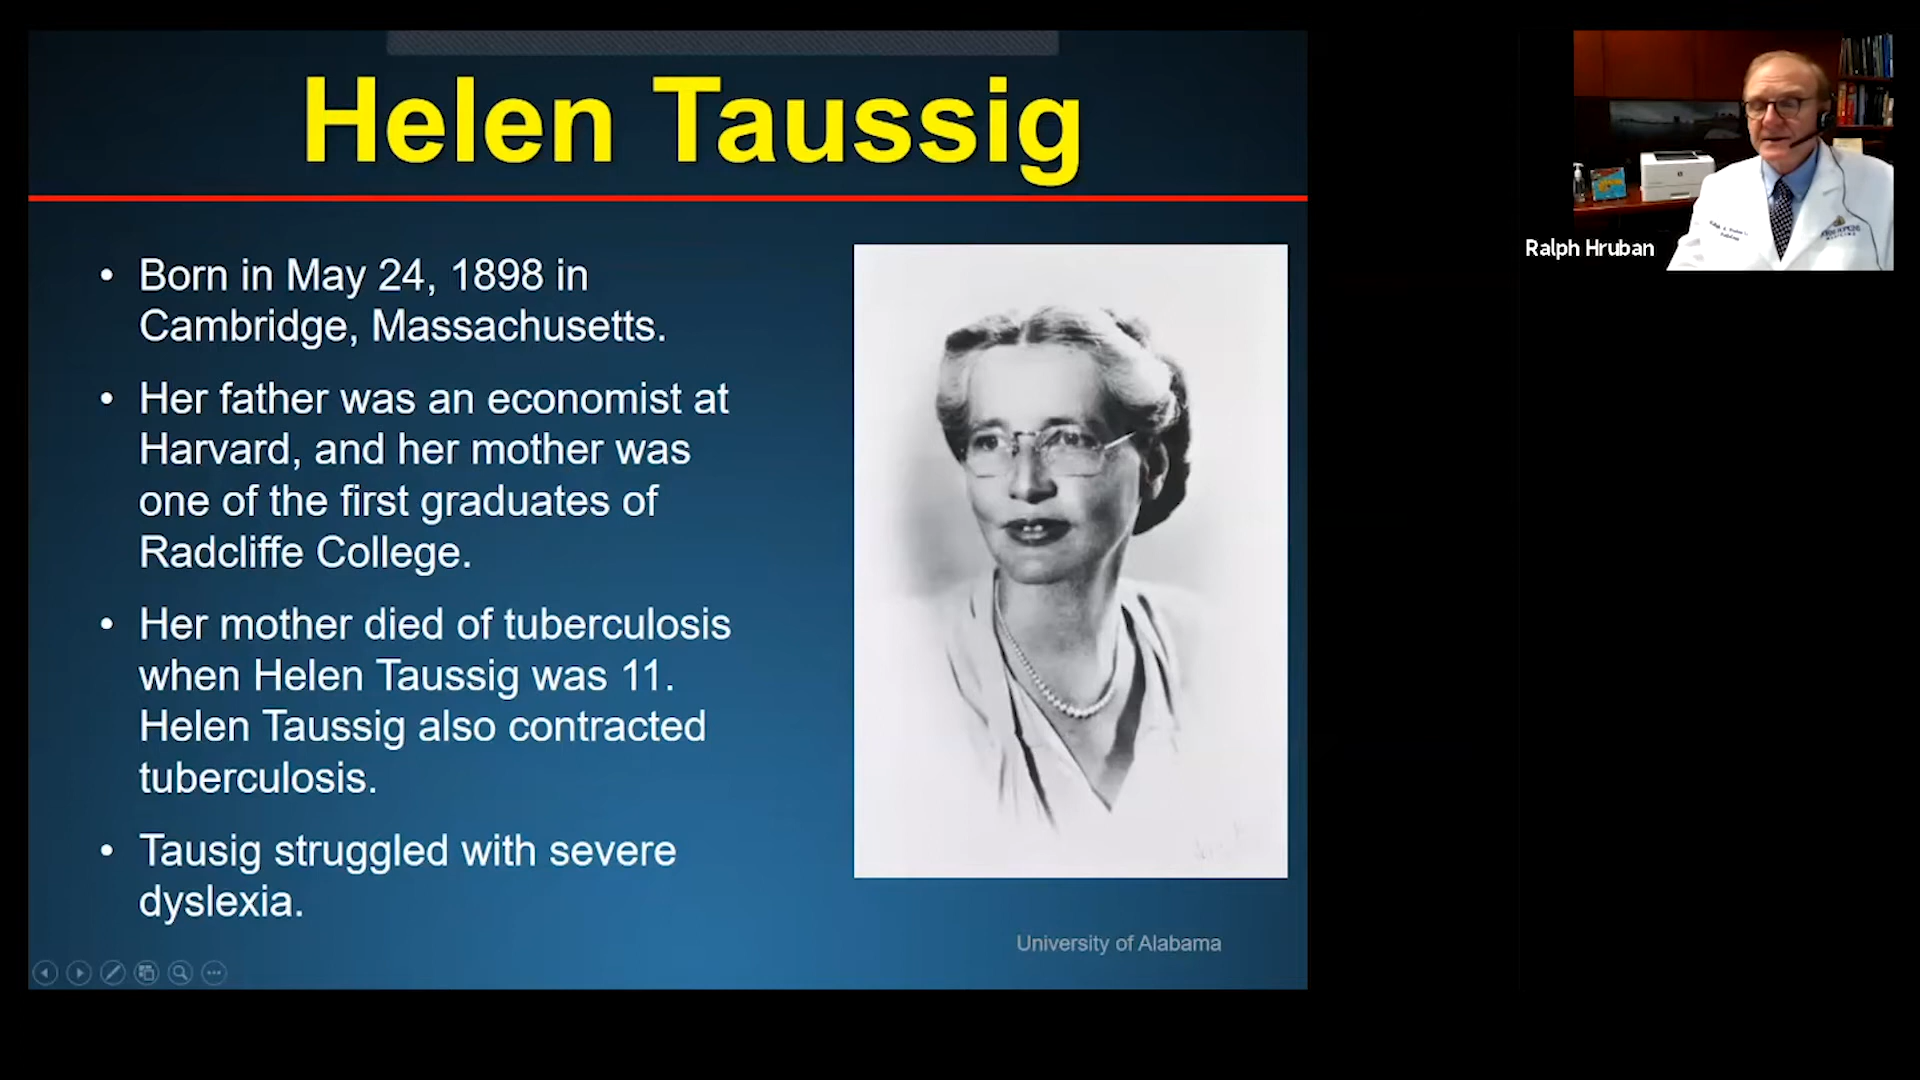 Helen Taussig
• Born in May 24, 1898 in
Cambridge, Massachusetts.
• Her father was an economist at
Harvard, and her mother was
one of the first graduates of
Radcliffe College.
• Her mother died of tuberculosis
when Helen Taussig was 11.
Helen Taussig also contracted
tuberculosis.
• Tausig struggled with severe
dyslexia.
University of Alabama
Ralph Hruban